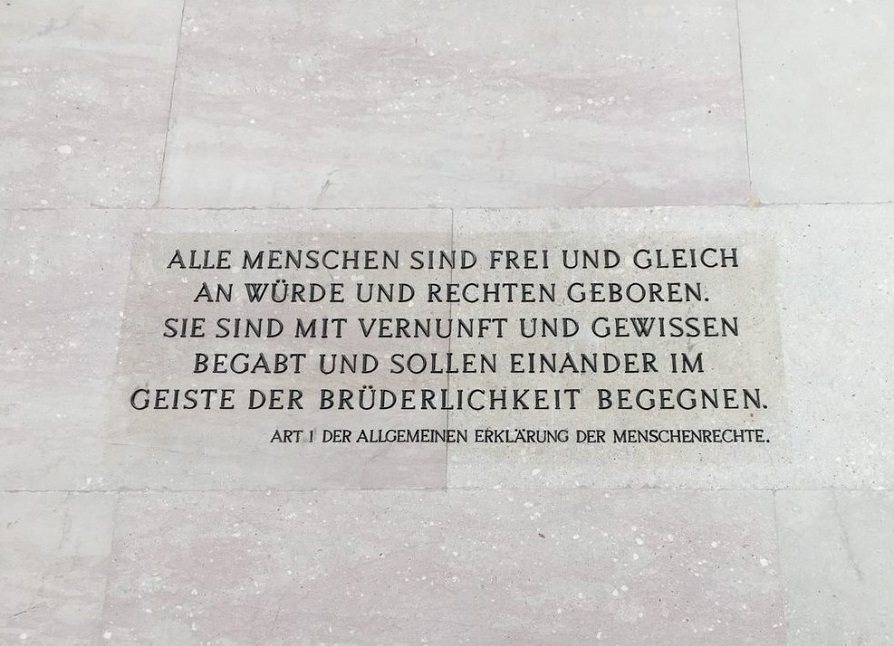 ALLE MENSCHEN SIND FREI UND GLEICH
AN WÜRDE UND RECHTEN GEBOREN.
SIE SIND MIT VERNUNFT UND GEWISSEN
BEGABT UND SOLLEN EINANDER IM
GEISTE DER BRÜDERLICHKEIT BEGEGNEN.
ART I DER ALLGEMEINEN ERKLÄRUNG DER MENSCHENRECHTE.